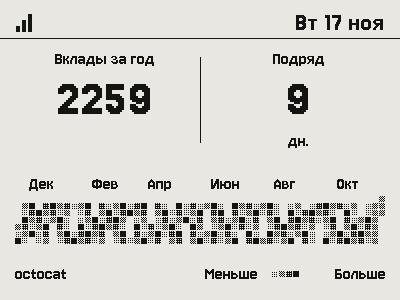 Вт 17 ноя
Вклады за год
Подряд
2259
9
дн.
Дек Фев Апр Июн Авг Окт
octocat Меньше Больше